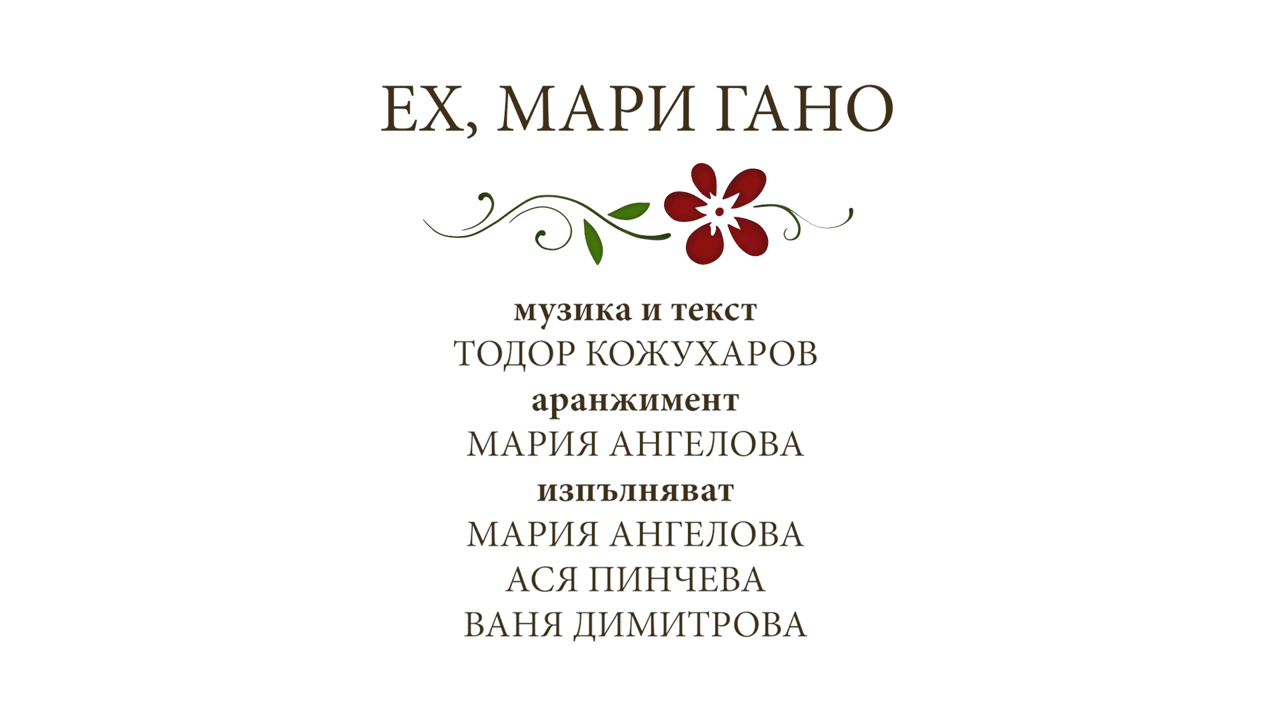 ЕХ, МАРИ ГАНО
музика и текст
ТОДОР КОЖУХАРОВ
аранжимент
МАРИЯ АНГЕЛОВА
изпълняват
МАРИЯ АНГЕЛОВА
АСЯ ПИНЧЕВА
ВАНЯ ДИМИТРОВА